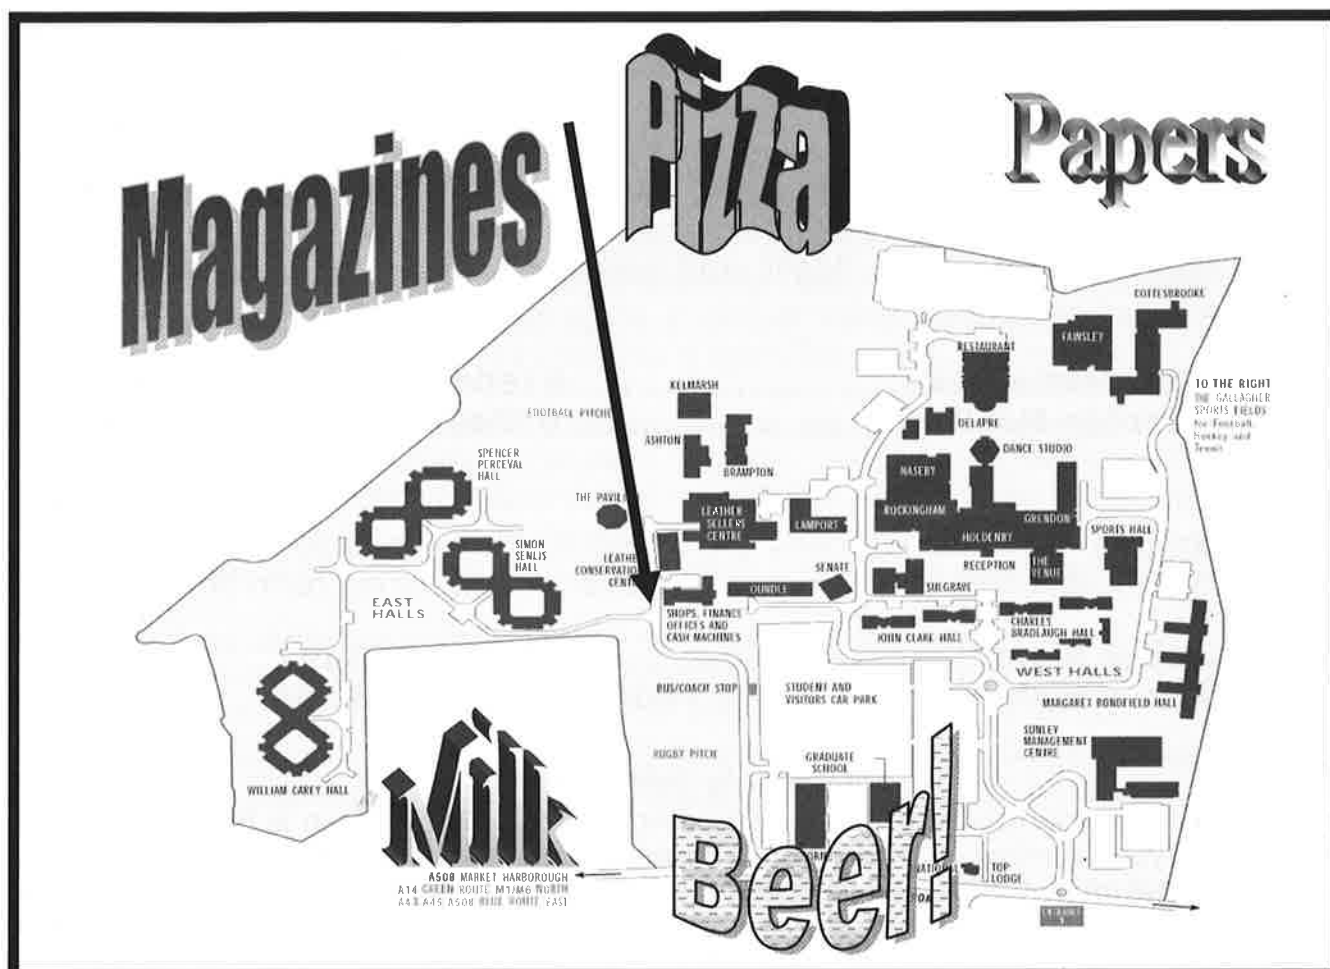 Pizza
Papers
Magazines
COTTESBROOKE
FAWSLEY
RESTAURANT
TO THE RIGHT
THE GALLAGHER
SPORTS FIELDS
for Football,
Hockey and
Tennis
KELMARSH
FOOTBALL PITCHE
DELAPRE
ASHTON
DANCE STUDIO
BRAMPTON
SPENCER
PERCEVAL
HALL
NASEBY
THE PAVILIO
LEATHER
SELLERS
CENTRE
LAMPORT
ROCKINGHAM
GRENDON
SPORTS HALL
HOLDENBY
SIMON
SENLIS
HALL
LEATHE
CONSERVATION
CENT
SENATE
RECEPTION
THE
VENUE
OUNDLE
SULGRAVE
EAST
HALLS
SHOPS, FINANCE
OFFICES AND
CASH MACHINES
JOHN CLARE HALL
CHARLES
BRADLAUGH HALL
WEST HALLS
BUS/COACH STOP
STUDENT AND
VISITORS CAR PARK
MARGARET BONDFIELD HALL
SUNLEY
MANAGEMENT
CENTRE
RUGBY PITCH
GRADUATE
SCHOOL
WILLIAM CAREY HALL
Milk
Beer!
NATIONAL
TOP
LODGE
A508 MARKET HARBOROUGH
A14 GREEN ROUTE M1/M6 NORTH
A43 A45 A508 BLUE ROUTE EAST
ENTRANCE